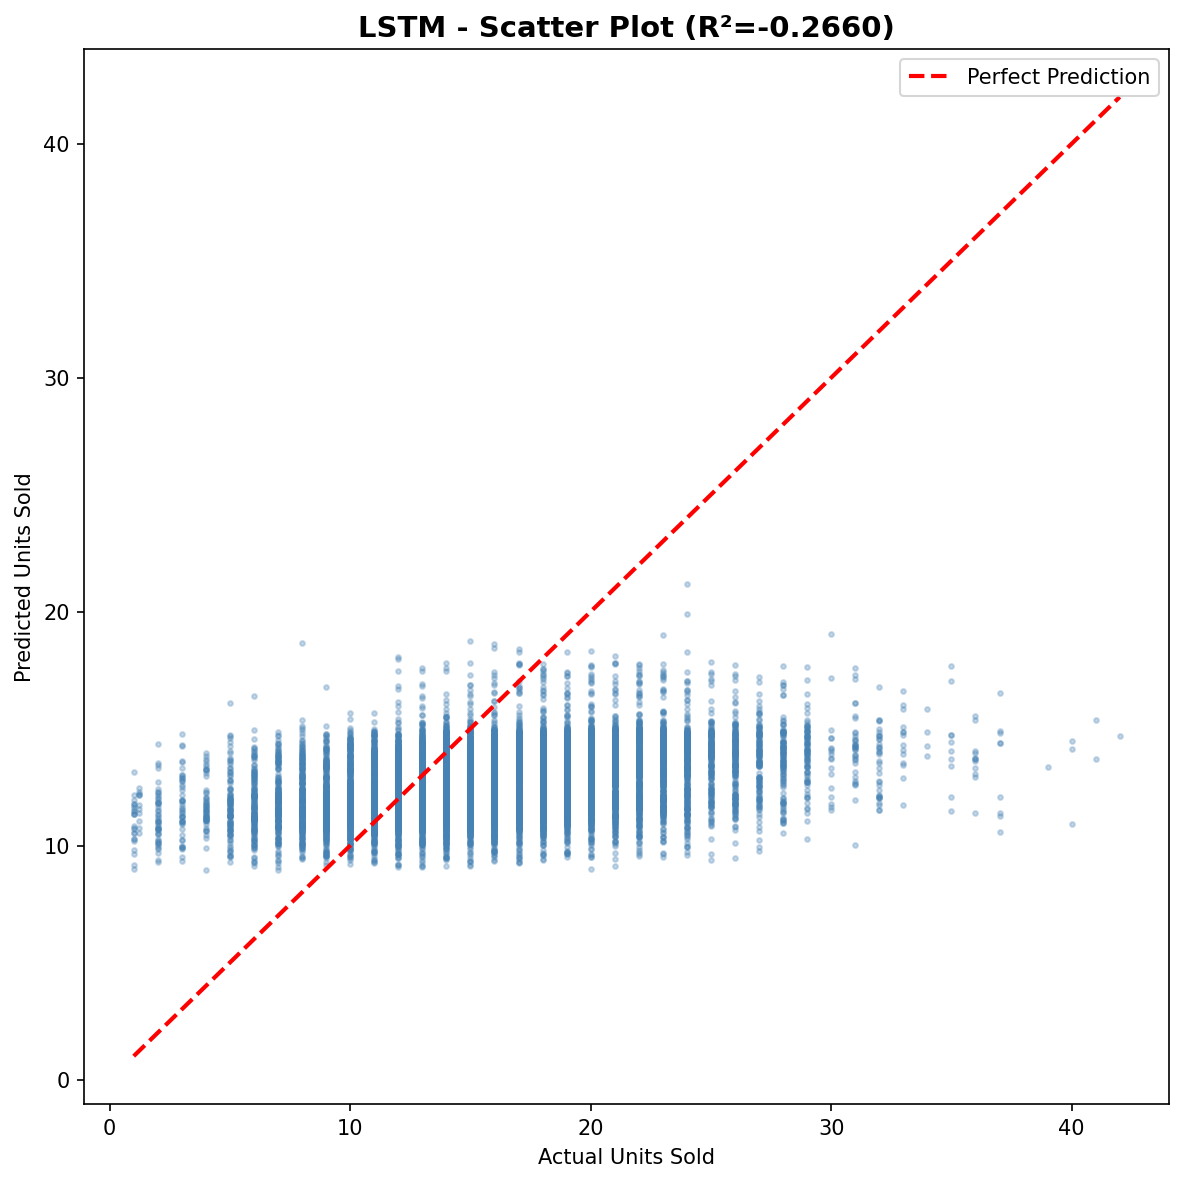 LSTM - Scatter Plot (R²=-0.2660)
Perfect Prediction
40
30
20
10
0
Predicted Units Sold
0 10 20 30 40
Actual Units Sold